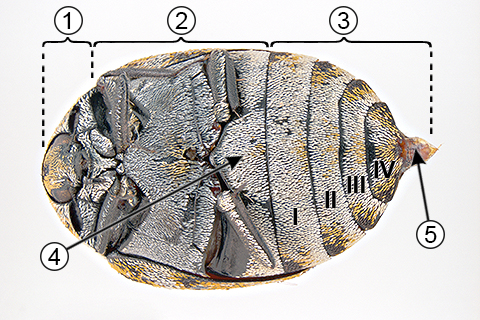 ① ② ③
I II III IV
④ ⑤